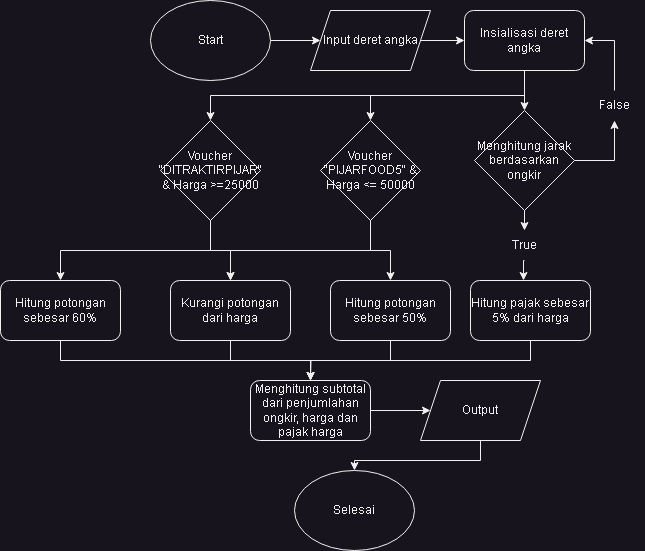 Start
Input deret angka
Insialisasi deret
angka
False
Voucher
"DITRAKTIRPIJAR"
& Harga >=25000
Voucher
"PIJARFOOD5" &
Harga <= 50000
Menghitung jarak
berdasarkan
ongkir
True
Hitung potongan
sebesar 60%
Kurangi potongan
dari harga
Hitung potongan
sebesar 50%
Hitung pajak sebesar
5% dari harga
Menghitung subtotal
dari penjumlahan
ongkir, harga dan
pajak harga
Output
Selesai